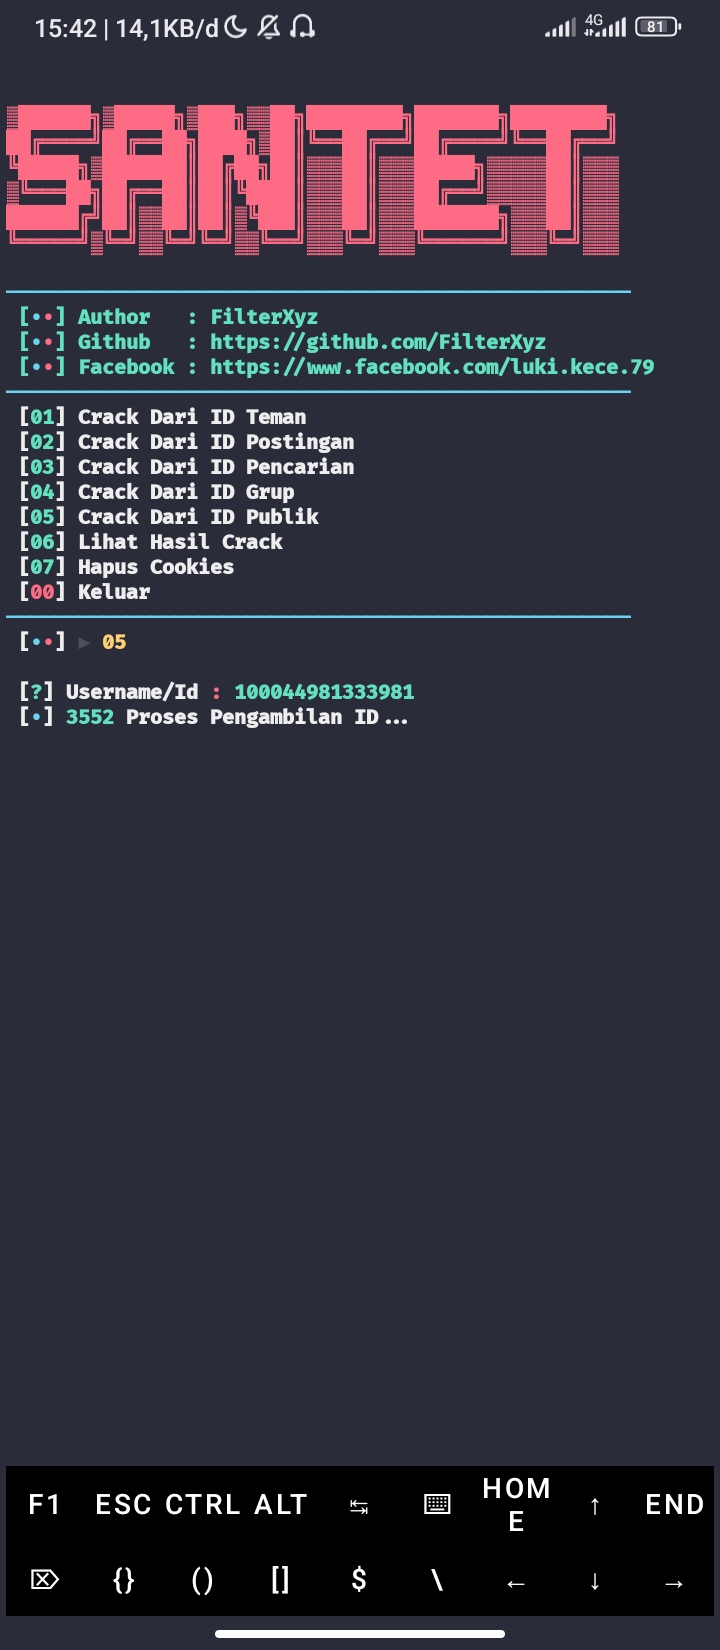 15:42 | 14,1KB/d 4G 81
SANTET
[••] Author : FilterXyz
[••] Github : https://github.com/FilterXyz
[••] Facebook : https://www.facebook.com/luki.kece.79
[01] Crack Dari ID Teman
[02] Crack Dari ID Postingan
[03] Crack Dari ID Pencarian
[04] Crack Dari ID Grup
[05] Crack Dari ID Publik
[06] Lihat Hasil Crack
[07] Hapus Cookies
[00] Keluar
[••] ▶ 05
[?] Username/Id : 100044981333981
[•] 3552 Proses Pengambilan ID...
F1 ESC CTRL ALT ↹ ⌨ HOME ↑ END
⌦ {} () [] $ \ ← ↓ →